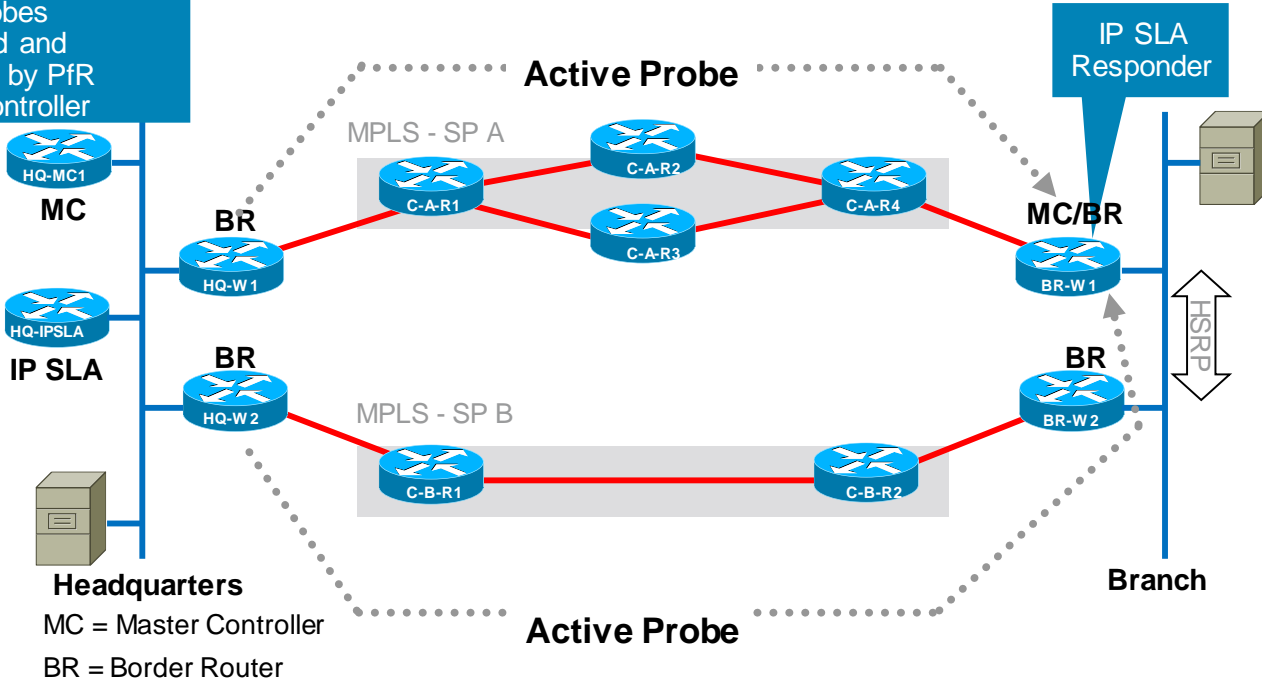 d and
by PfR
Active Probe
IP SLA
Responder
MPLS - SP A
HQ-MC1
MC
C-A-R1
C-A-R2
C-A-R3
C-A-R4
BR
HQ-W1
MC/BR
BR-W1
HQ-IPSLA
IP SLA
HSRP
BR
HQ-W2
BR
BR-W2
MPLS - SP B
C-B-R1
C-B-R2
Headquarters
Branch
MC = Master Controller
BR = Border Router
Active Probe